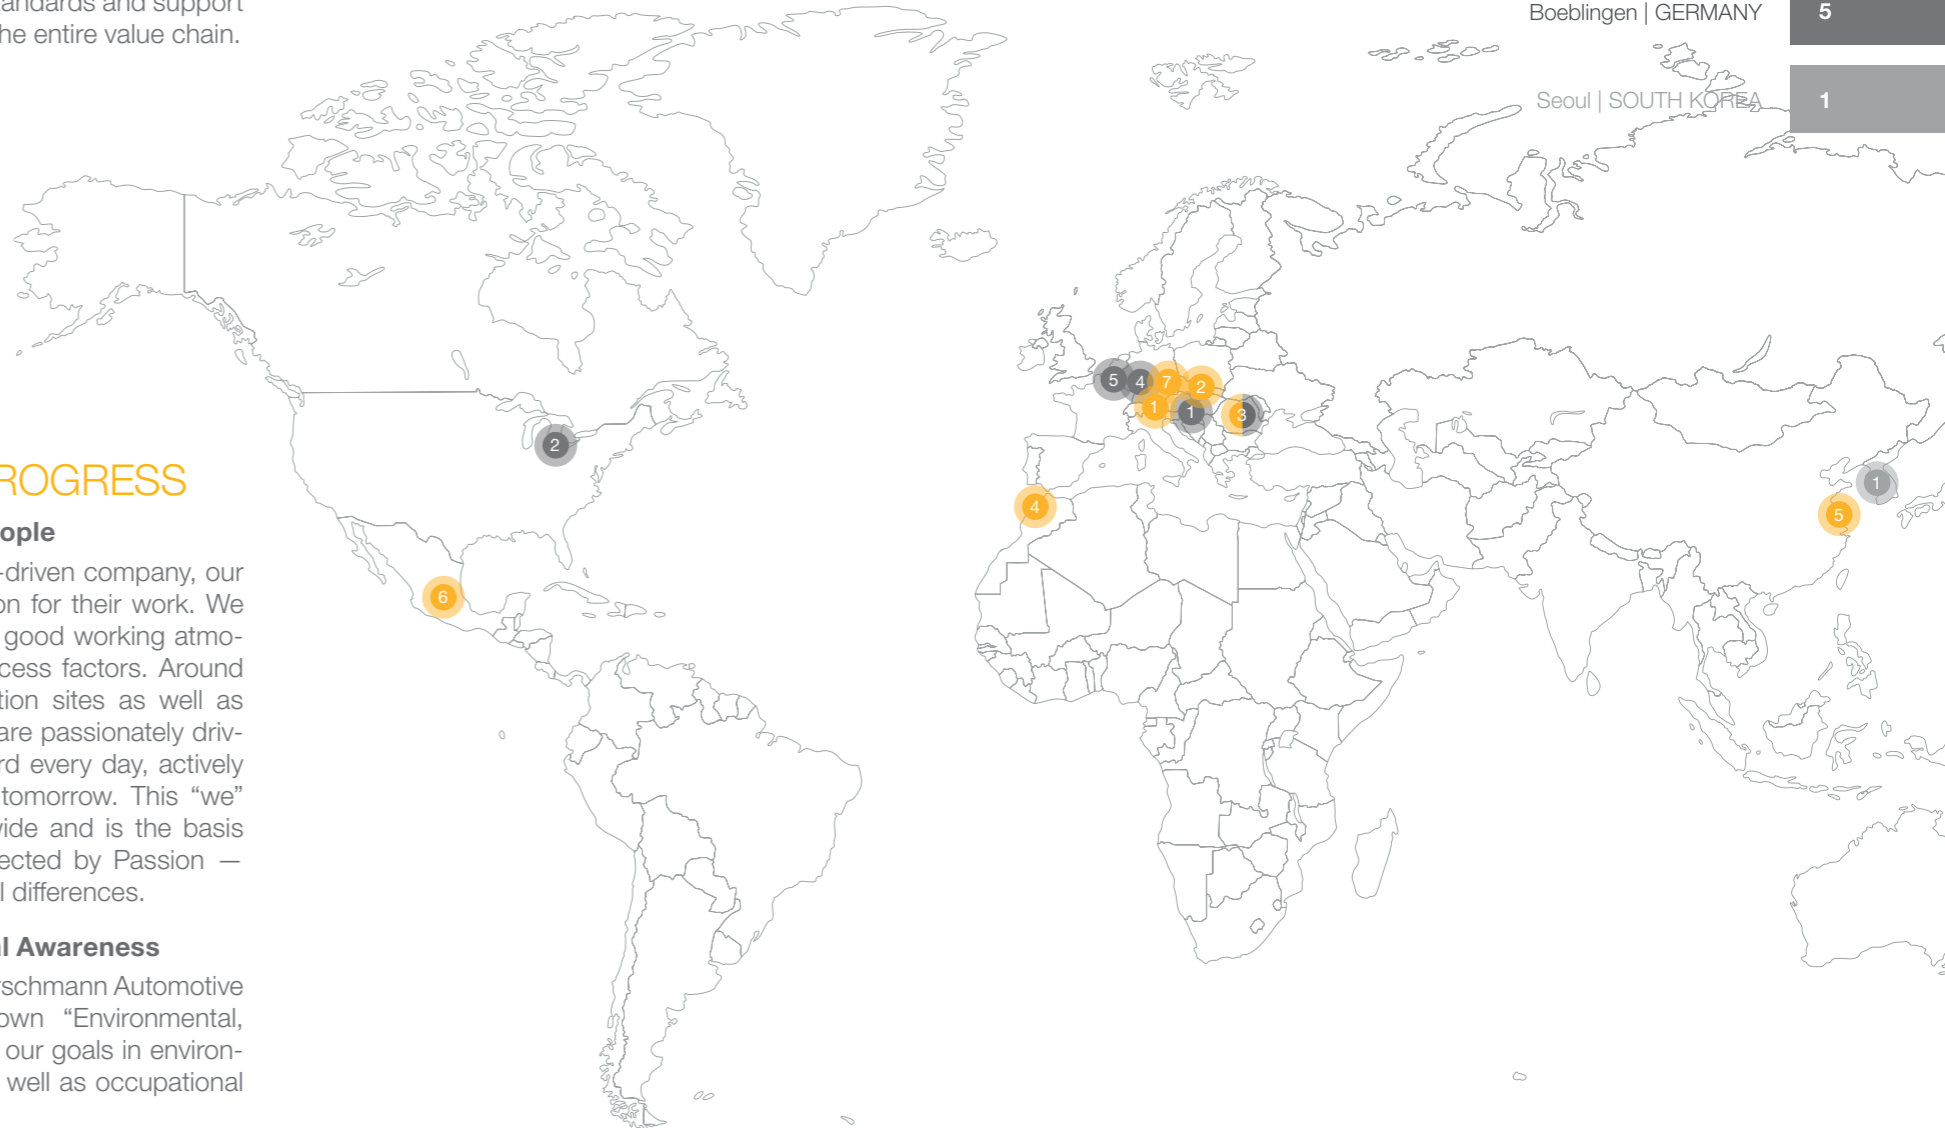 tandards and support
he entire value chain.
Boeblingen | GERMANY 5
Seoul | SOUTH KOREA 1
5 4 7 2
1 1 3
2
1
4
5
6
ROGRESS
ople
-driven company, our
on for their work. We
good working atmo-
cess factors. Around
tion sites as well as
are passionately driv-
rd every day, actively
tomorrow. This “we”
vide and is the basis
ected by Passion —
l differences.
l Awareness
rschmann Automotive
own “Environmental,
our goals in environ-
well as occupational